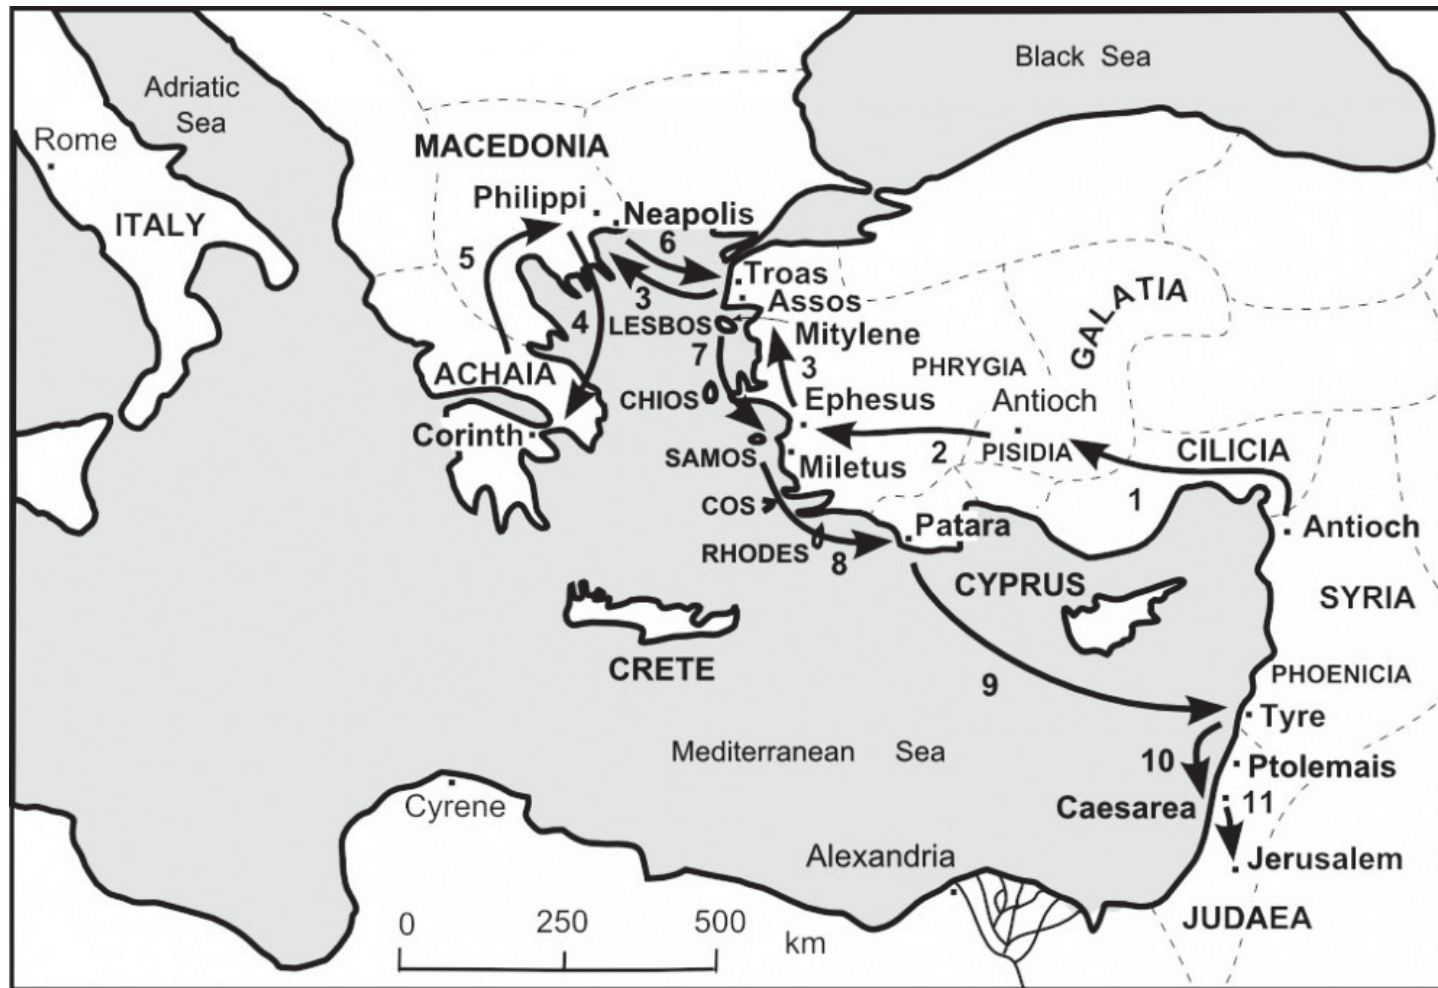 Black Sea
Adriatic
Sea
Rome
MACEDONIA
Philippi
Neapolis
ITALY
5
6
Troas
3
Assos
GALATIA
4
LESBOS
Mitylene
7
3
PHRYGIA
ACHAIA
CHIOS
Ephesus
Antioch
Corinth
2
PISIDIA
CILICIA
SAMOS
Miletus
1
COS
Patara
Antioch
RHODES
8
CYPRUS
SYRIA
CRETE
9
PHOENICIA
Tyre
Mediterranean Sea
10
Ptolemais
Cyrene
Caesarea
11
Alexandria
Jerusalem
0 250 500
km
JUDAEA